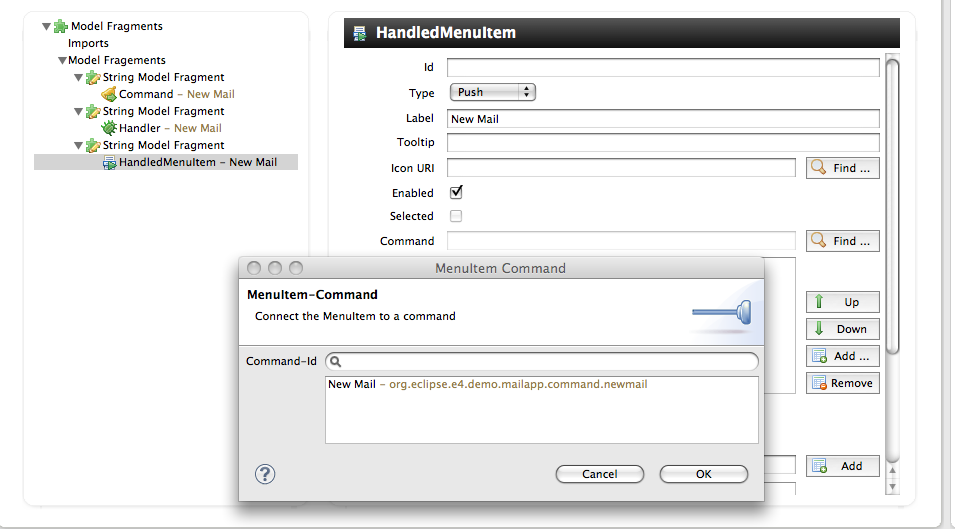 Model Fragments
Imports
Model Fragements
String Model Fragment
Command – New Mail
String Model Fragment
Handler – New Mail
String Model Fragment
HandledMenuItem – New Mail
HandledMenuItem
Id
Type Push
Label New Mail
Tooltip
Icon URI Find ...
Enabled
Selected
Command Find ...
Up
Down
Add ...
Remove
Add
MenuItem Command
MenuItem-Command
Connect the MenuItem to a command
Command-Id
New Mail – org.eclipse.e4.demo.mailapp.command.newmail
? Cancel OK